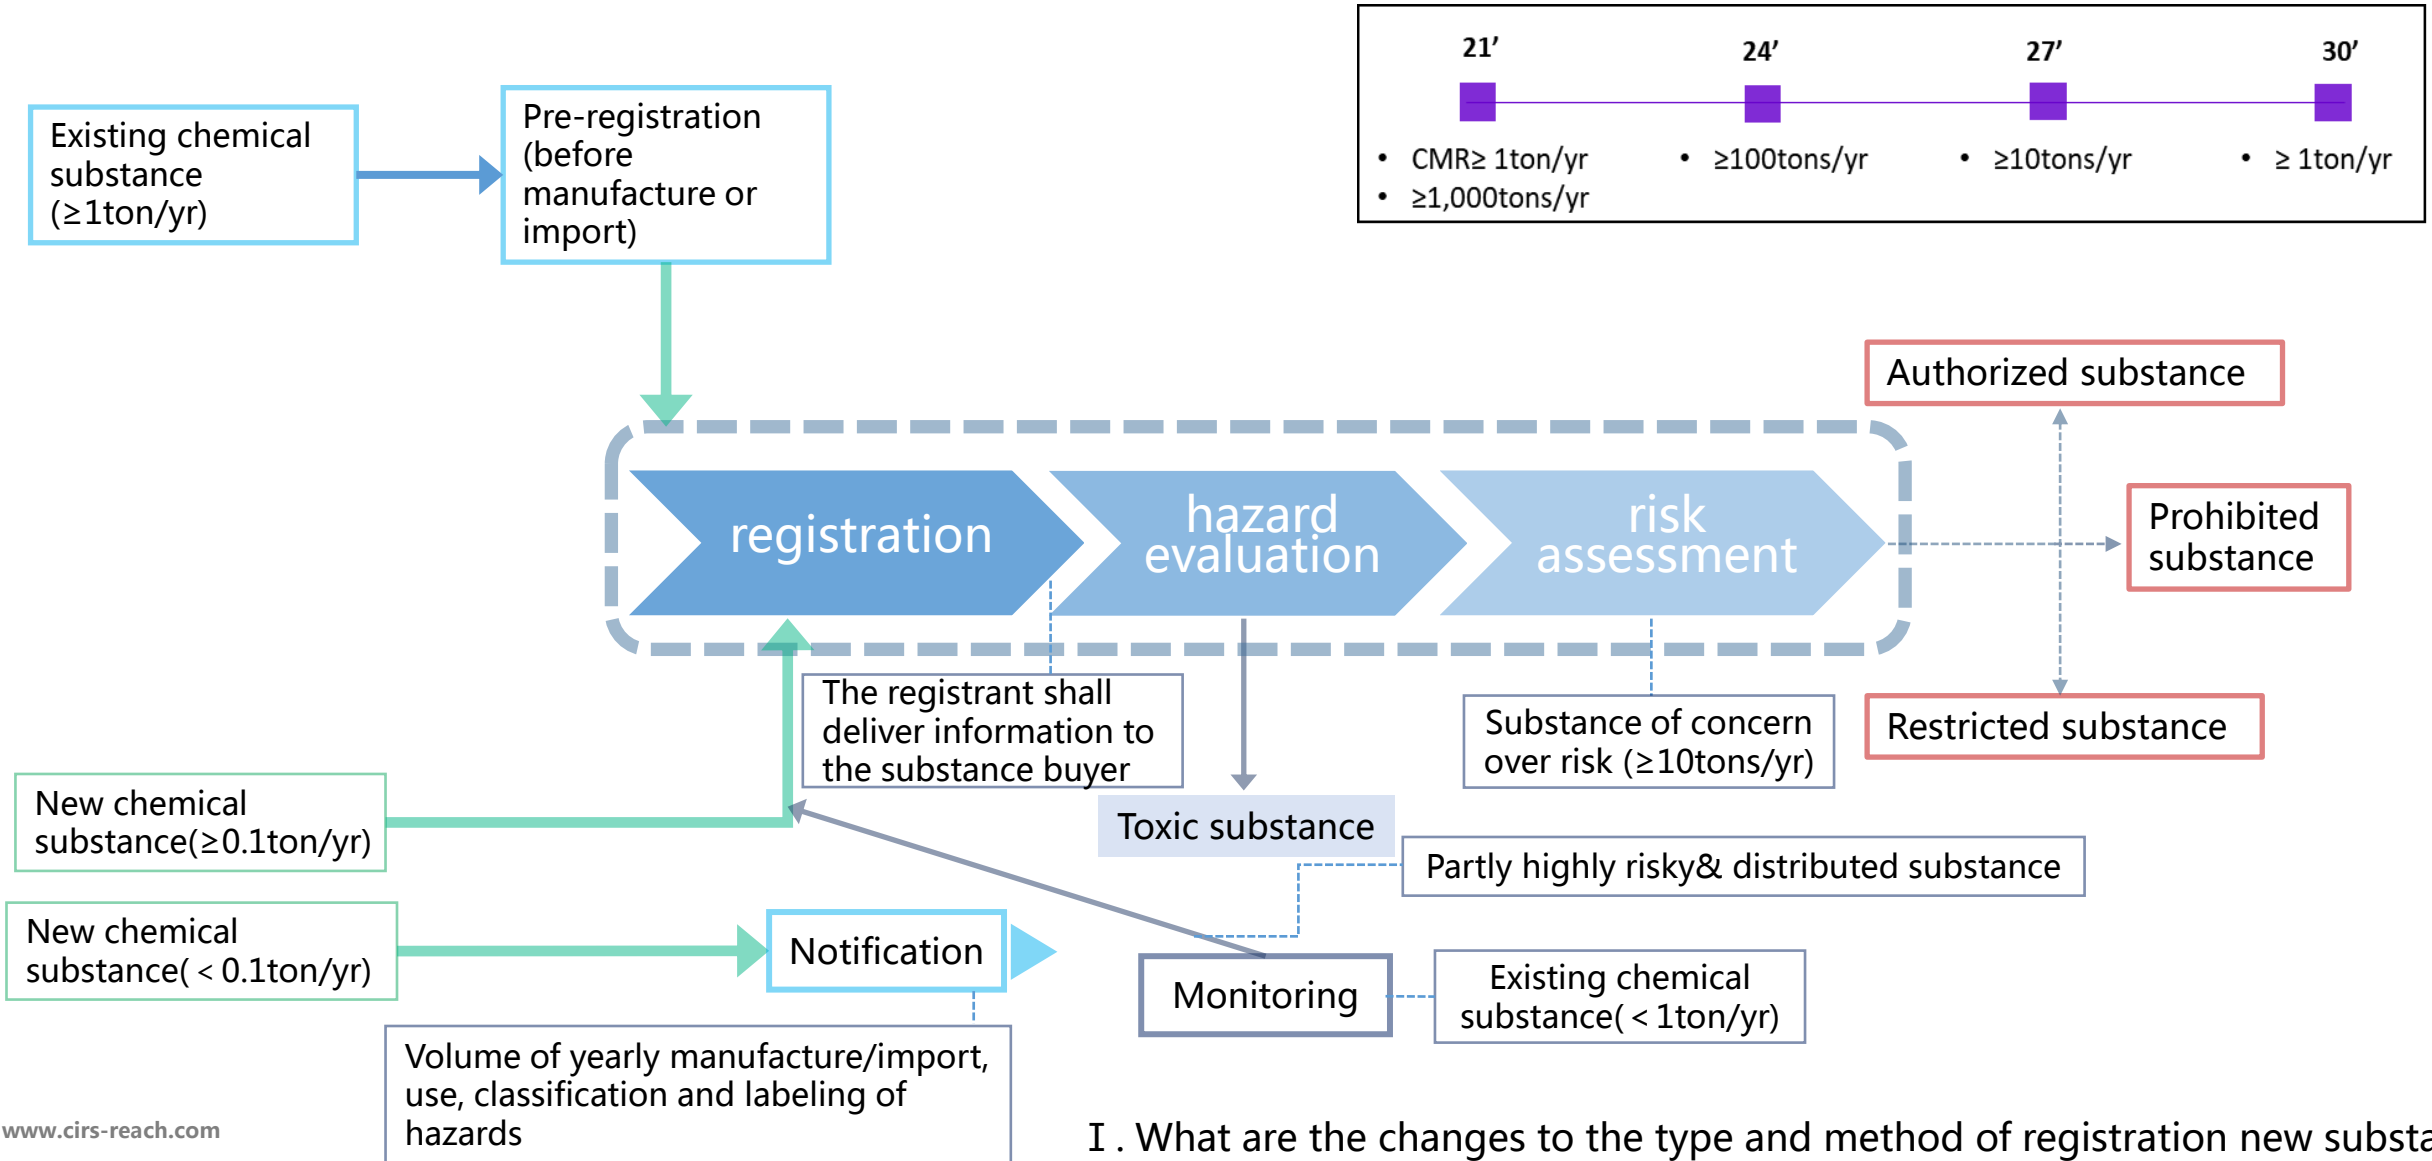 21’
24’
27’
30’
• CMR≥ 1ton/yr
• ≥1,000tons/yr
• ≥100tons/yr
• ≥10tons/yr
• ≥ 1ton/yr
Existing chemical
substance
(≥1ton/yr)
Pre-registration
(before
manufacture or
import)
Authorized substance
registration
hazard
evaluation
risk
assessment
Prohibited
substance
The registrant shall
deliver information to
the substance buyer
Substance of concern
over risk (≥10tons/yr)
Restricted substance
New chemical
substance(≥0.1ton/yr)
Toxic substance
Partly highly risky& distributed substance
New chemical
substance(＜0.1ton/yr)
Notification
Monitoring
Existing chemical
substance(＜1ton/yr)
Volume of yearly manufacture/import,
use, classification and labeling of
hazards
www.cirs-reach.com
Ⅰ. What are the changes to the type and method of registration new